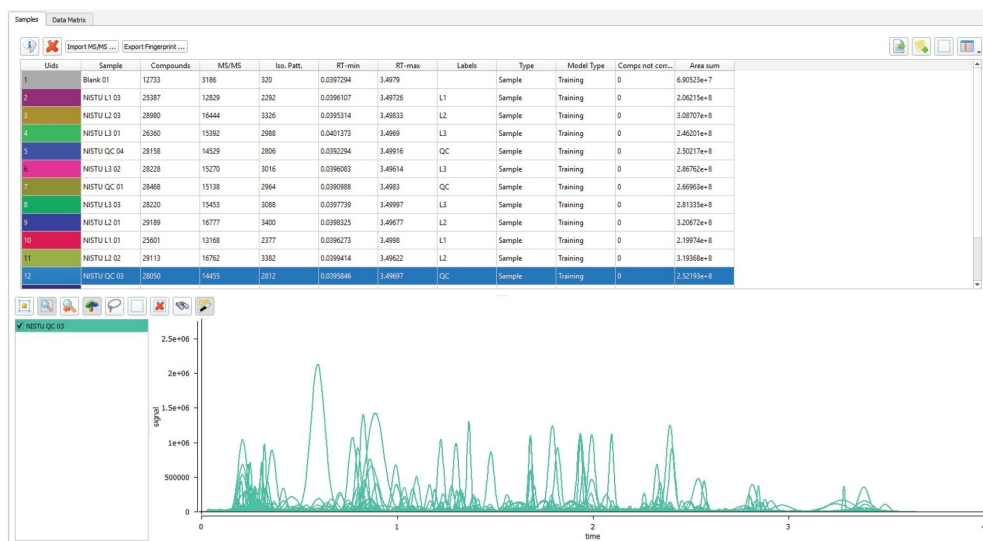 Samples Data Matrix
Import MS/MS ... Export Fingerprint ...
Uids Sample Compounds MS/MS Iso. Patt. RT-min RT-max Labels Type Model Type Comps not corr... Area sum
1 Blank 01 12733 3186 320 0.0397294 3.4979 Sample Training 0 6.90523e+7
2 NISTU L1 03 25387 12829 2292 0.0396107 3.49726 L1 Sample Training 0 2.06215e+8
3 NISTU L2 03 28980 16444 3326 0.0395314 3.49833 L2 Sample Training 0 3.08707e+8
4 NISTU L3 01 26360 15392 2988 0.0401373 3.4969 L3 Sample Training 0 2.46201e+8
5 NISTU QC 04 28158 14529 2806 0.0392294 3.49916 QC Sample Training 0 2.50217e+8
6 NISTU L3 02 28228 15270 3016 0.0396083 3.49614 L3 Sample Training 0 2.86762e+8
7 NISTU QC 01 28468 15138 2964 0.0390988 3.4983 QC Sample Training 0 2.66963e+8
8 NISTU L3 03 28220 15453 3088 0.0397739 3.49997 L3 Sample Training 0 2.81335e+8
9 NISTU L2 01 29189 16777 3400 0.0398325 3.49677 L2 Sample Training 0 3.20672e+8
10 NISTU L1 01 25601 13168 2377 0.0396273 3.4998 L1 Sample Training 0 2.19974e+8
11 NISTU L2 02 29113 16762 3382 0.0399414 3.49622 L2 Sample Training 0 3.19368e+8
12 NISTU QC 03 28050 14455 2812 0.0395846 3.49697 QC Sample Training 0 2.52193e+8
NISTU QC 03
2.5e+06
2e+06
1.5e+06
1e+06
500000
0
signal
0 1 2 3
time